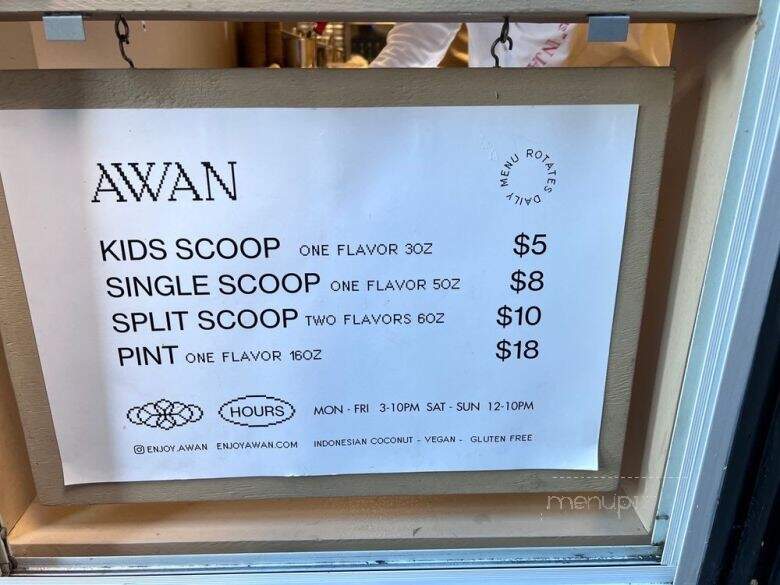 AWAN
MENU ROTATES DAILY
KIDS SCOOP ONE FLAVOR 3OZ $5
SINGLE SCOOP ONE FLAVOR 5OZ $8
SPLIT SCOOP TWO FLAVORS 6OZ $10
PINT ONE FLAVOR 16OZ $18
HOURS MON - FRI 3-10PM SAT - SUN 12-10PM
ENJOY.AWAN ENJOYAWAN.COM INDONESIAN COCONUT - VEGAN - GLUTEN FREE